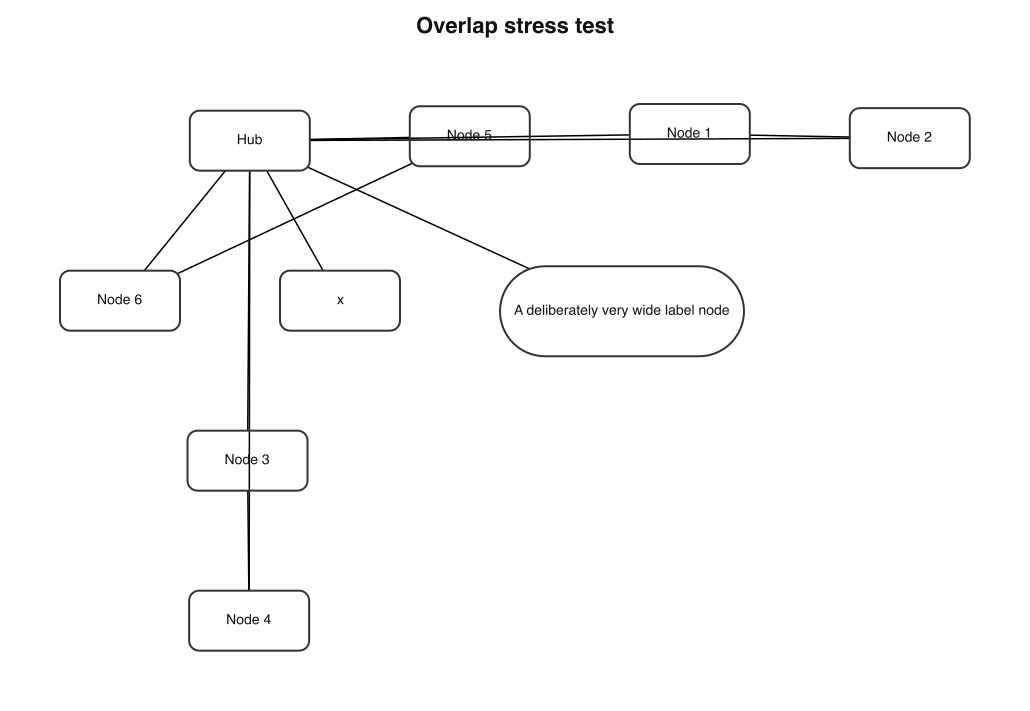 Overlap stress test
Hub
Node 5
Node 1
Node 2
Node 6
x
A deliberately very wide label node
Node 3
Node 4